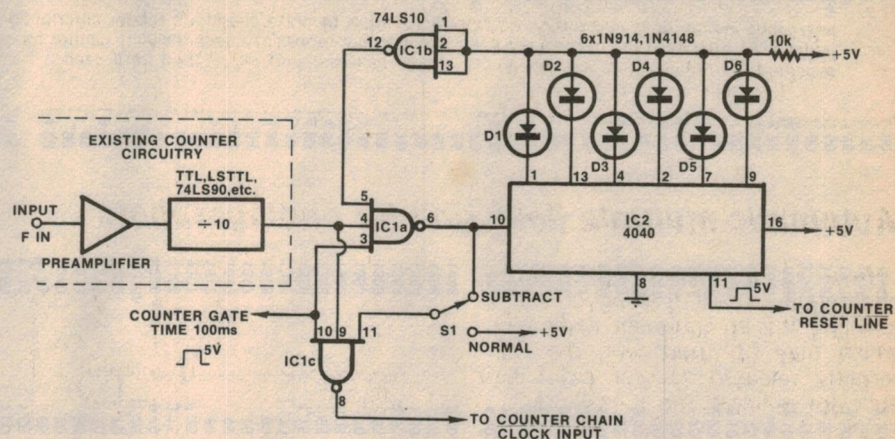 74LS10
1
12
IC1b
2
13
6x1N914,1N4148
10k
+5V
D2
D4
D6
D1
D3
D5
EXISTING COUNTER
CIRCUITRY
TTL,LSTTL,
74LS90,etc.
INPUT
F IN
÷10
PREAMPLIFIER
5
4
3
IC1a
6
1
13
4
2
7
9
10
IC2
4040
16
+5V
8
11
5V
TO COUNTER
RESET LINE
COUNTER GATE
TIME 100ms
5V
10
9
11
SUBTRACT
S1
+5V
NORMAL
IC1c
8
TO COUNTER CHAIN
CLOCK INPUT